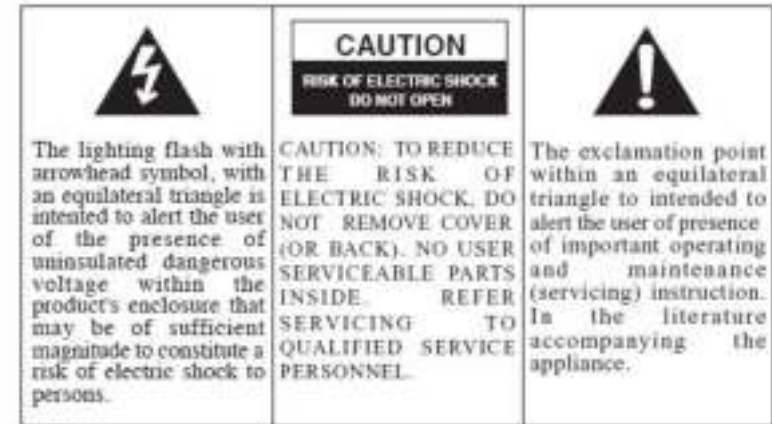 The lighting flash with
arrowhead symbol, with
an equilateral triangle is
intented to alert the user
of the presence of
uninsulated dangerous
voltage within the
product's enclosure that
may be of sufficient
magnitude to constitute a
risk of electric shock to
persons.
CAUTION
RISK OF ELECTRIC SHOCK
DO NOT OPEN
CAUTION: TO REDUCE
THE RISK OF
ELECTRIC SHOCK, DO
NOT REMOVE COVER
(OR BACK). NO USER
SERVICEABLE PARTS
INSIDE. REFER
SERVICING TO
QUALIFIED SERVICE
PERSONNEL.
The exclamation point
within an equilateral
triangle to intended to
alert the user of presence
of important operating
and maintenance
(servicing) instruction.
In the literature
accompanying the
appliance.